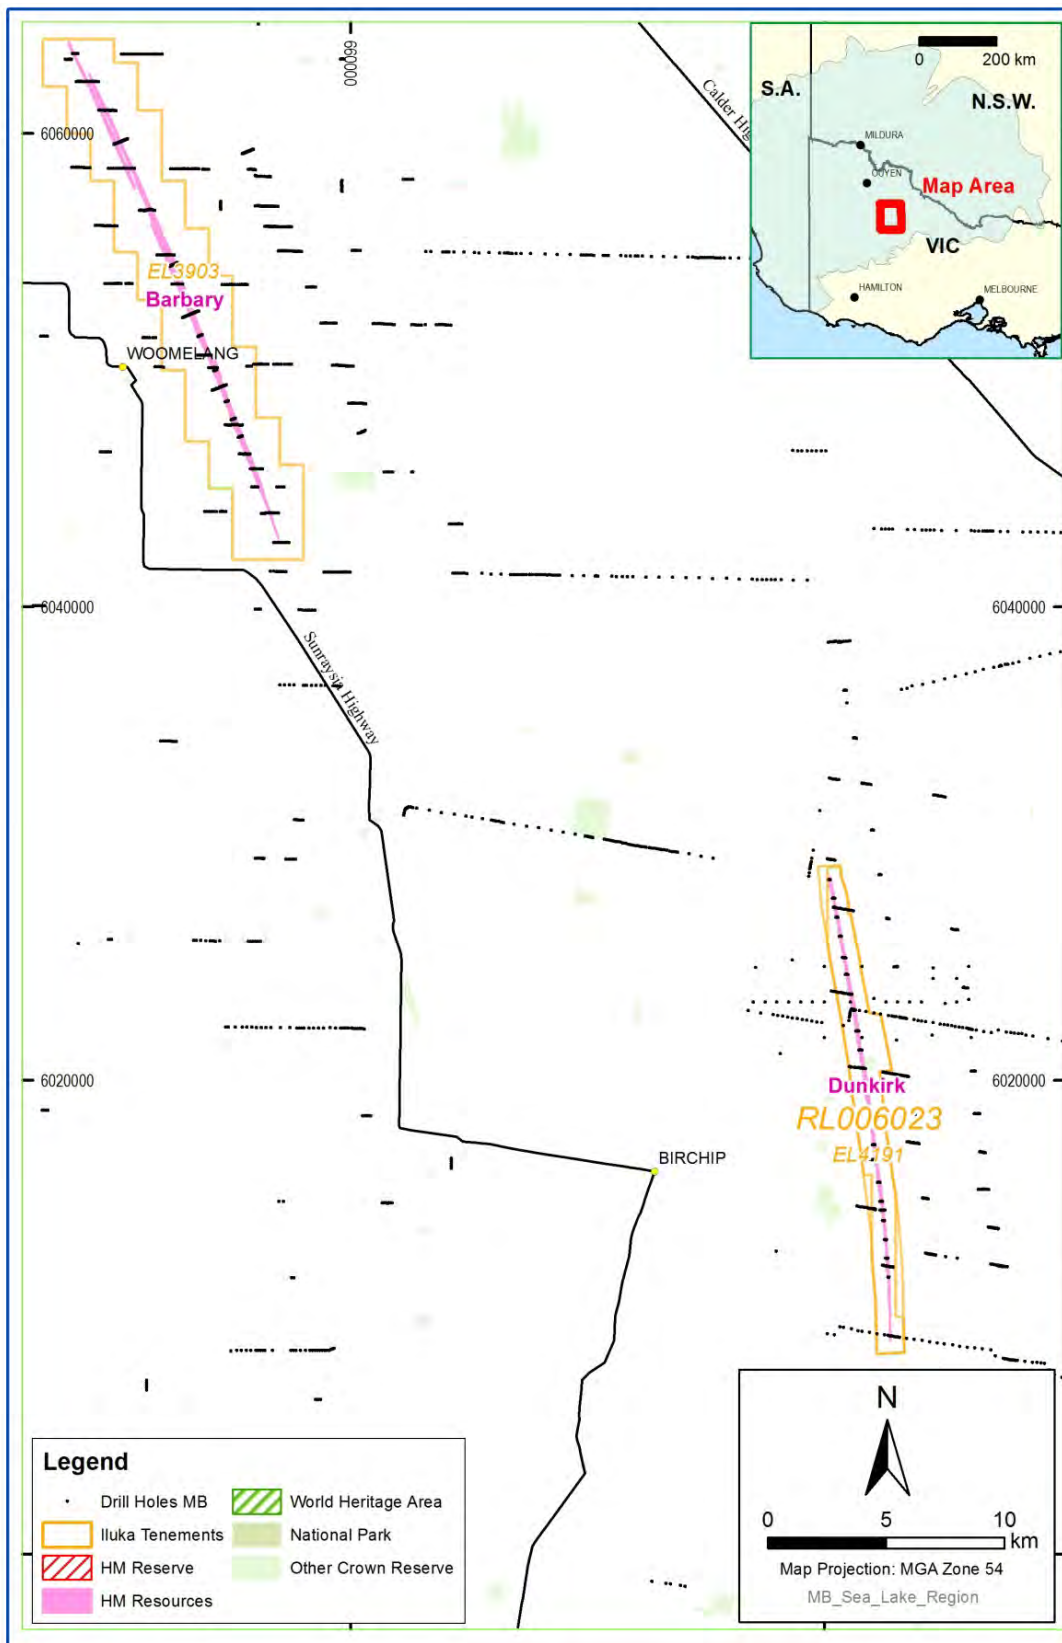 660000
Calder Hig
0
200 km
S.A.
N.S.W.
MILDURA
OUYEN
Map Area
VIC
HAMILTON
MELBOURNE
6060000
EL3903
Barbary
WOOMELANG
6040000
6040000
Sunraysia Highway
6020000
6020000
Dunkirk
RL006023
EL4191
BIRCHIP
Legend
Drill Holes MB
World Heritage Area
Iluka Tenements
National Park
HM Reserve
Other Crown Reserve
HM Resources
N
0
5
10
km
Map Projection: MGA Zone 54
MB_Sea_Lake_Region